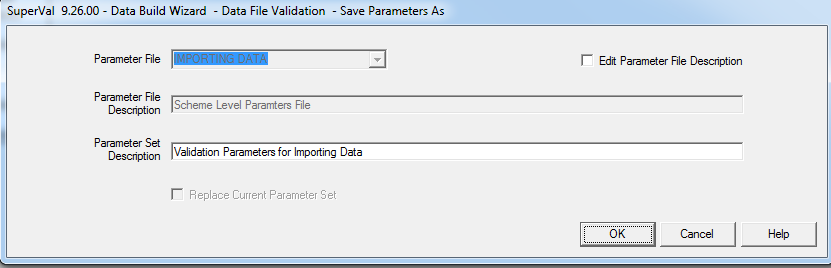 SuperVal 9.26.00 - Data Build Wizard - Data File Validation - Save Parameters As
Parameter File IMPORTING DATA Edit Parameter File Description
Parameter File
Description Scheme Level Paramters File
Parameter Set
Description Validation Parameters for Importing Data
Replace Current Parameter Set
OK Cancel Help